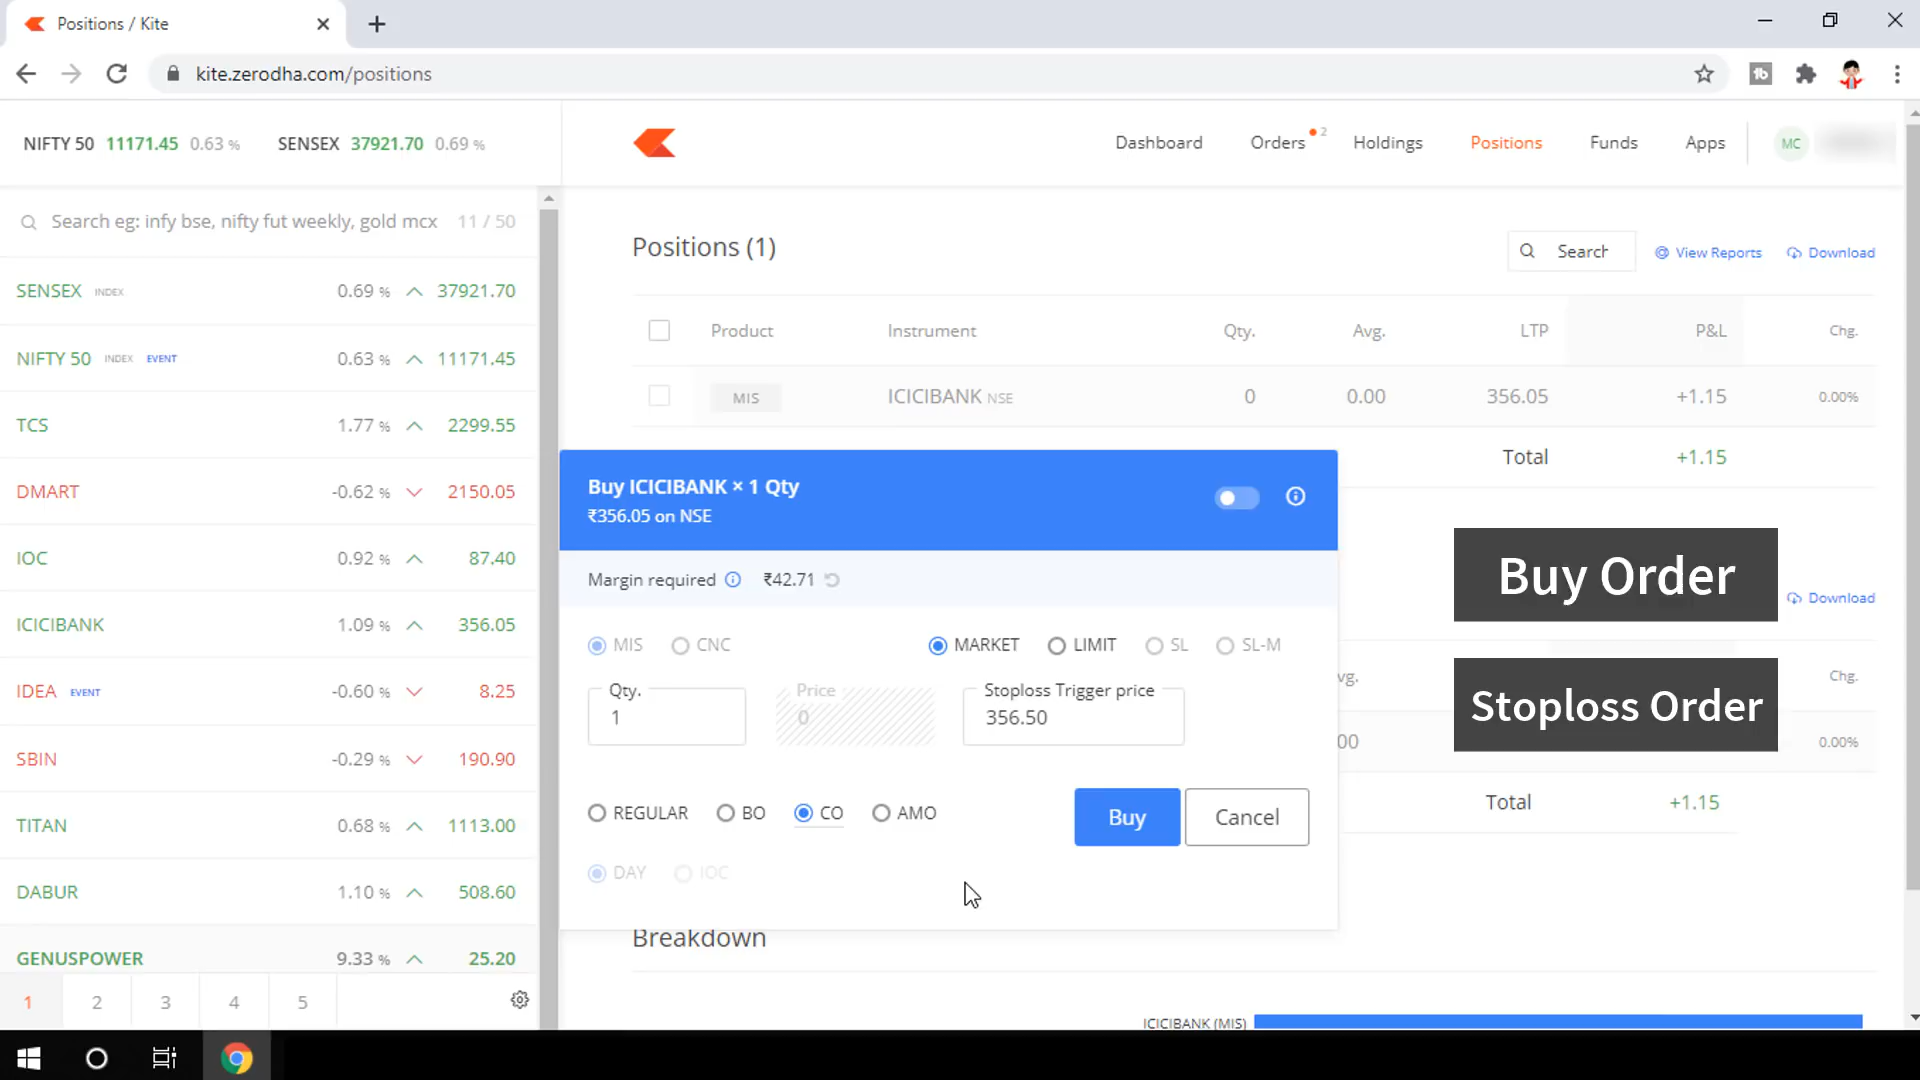 Positions / Kite
kite.zerodha.com/positions
NIFTY 50 11171.45 0.63 % SENSEX 37921.70 0.69 %
Dashboard Orders 2 Holdings Positions Funds Apps MC
Search eg: infy bse, nifty fut weekly, gold mcx 11 / 50
SENSEX INDEX 0.69 % 37921.70
NIFTY 50 INDEX EVENT 0.63 % 11171.45
TCS 1.77 % 2299.55
DMART -0.62 % 2150.05
IOC 0.92 % 87.40
ICICIBANK 1.09 % 356.05
IDEA EVENT -0.60 % 8.25
SBIN -0.29 % 190.90
TITAN 0.68 % 1113.00
DABUR 1.10 % 508.60
GENUSPOWER 9.33 % 25.20
1 2 3 4 5
Positions (1) Search View Reports Download
Product Instrument Qty. Avg. LTP P&L Chg.
MIS ICICIBANK NSE 0 0.00 356.05 +1.15 0.00%
Total +1.15
Buy ICICIBANK × 1 Qty
₹356.05 on NSE
Margin required ₹42.71
MIS CNC MARKET LIMIT SL SL-M
Qty. Price Stoploss Trigger price
1 0 356.50
REGULAR BO CO AMO Buy Cancel
DAY IOC
Buy Order
Download
Stoploss Order
vg. Chg.
00 0.00%
Total +1.15
Breakdown
ICICIBANK (MIS)